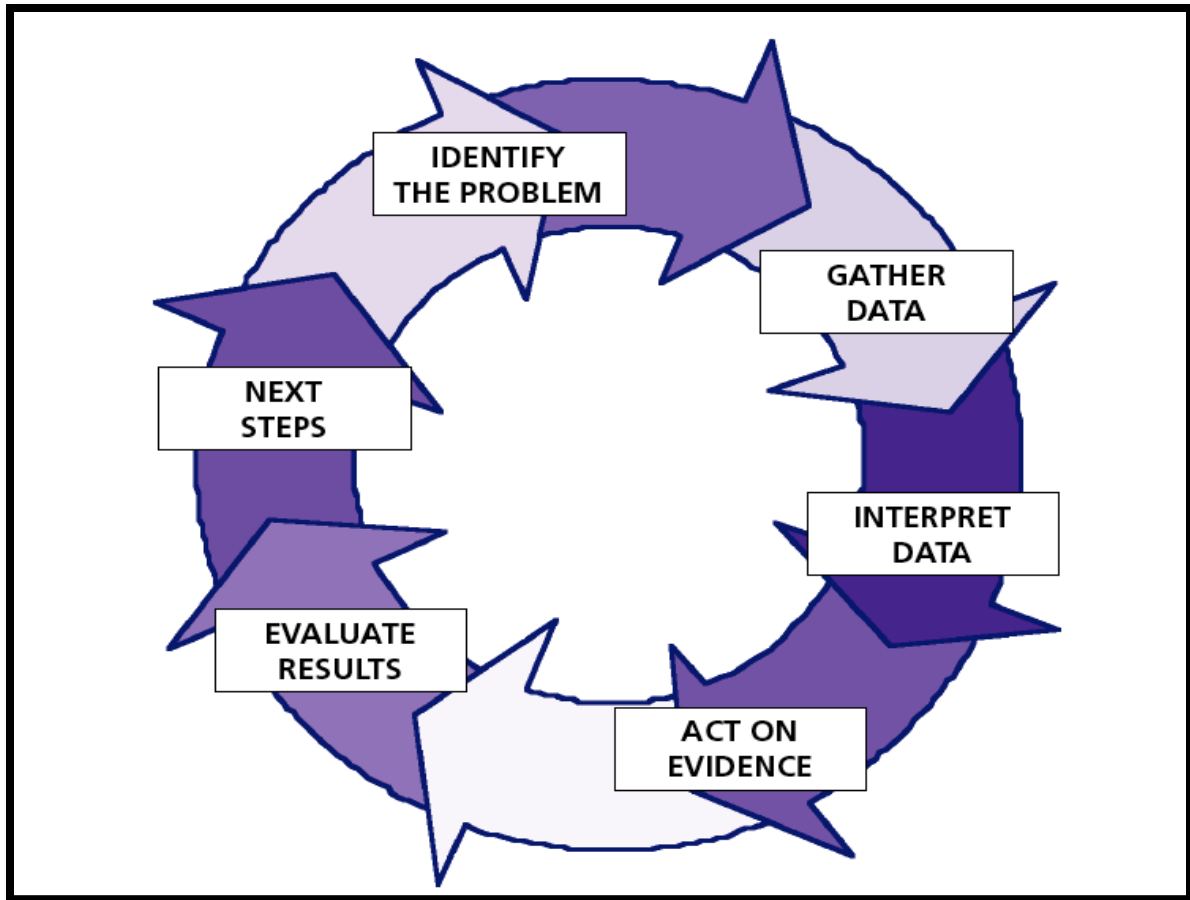 IDENTIFY
THE PROBLEM
GATHER
DATA
INTERPRET
DATA
ACT ON
EVIDENCE
EVALUATE
RESULTS
NEXT
STEPS